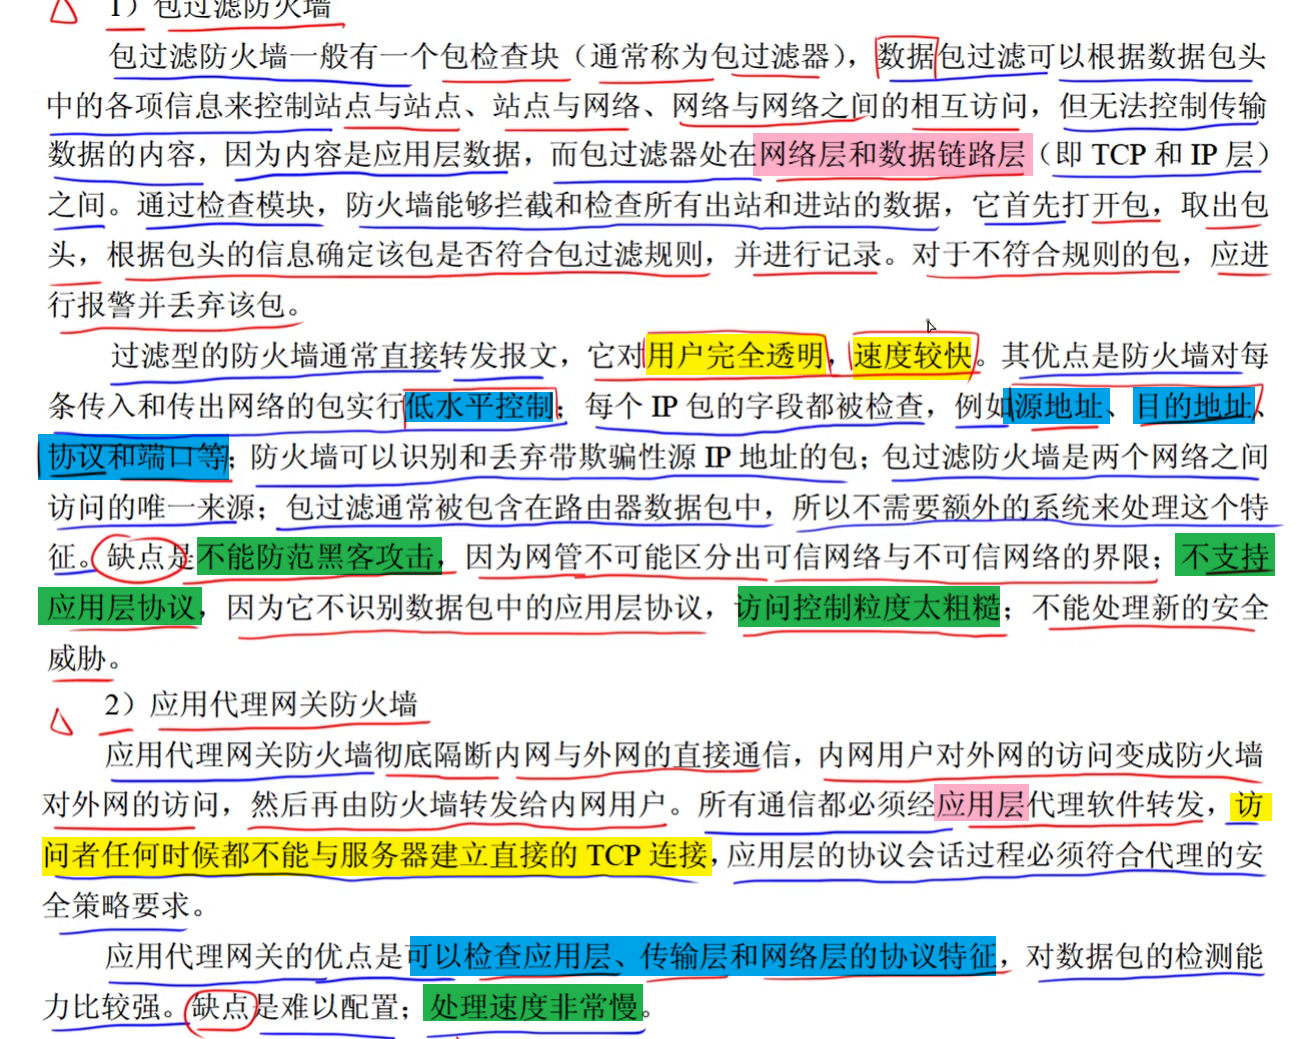 1）包过滤防火墙
包过滤防火墙一般有一个包检查块（通常称为包过滤器），数据包过滤可以根据数据包头
中的各项信息来控制站点与站点、站点与网络、网络与网络之间的相互访问，但无法控制传输
数据的内容，因为内容是应用层数据，而包过滤器处在网络层和数据链路层（即 TCP 和 IP 层）
之间。通过检查模块，防火墙能够拦截和检查所有出站和进站的数据，它首先打开包，取出包
头，根据包头的信息确定该包是否符合包过滤规则，并进行记录。对于不符合规则的包，应进
行报警并丢弃该包。
过滤型的防火墙通常直接转发报文，它对用户完全透明，速度较快。其优点是防火墙对每
条传入和传出网络的包实行低水平控制；每个 IP 包的字段都被检查，例如源地址、目的地址、
协议和端口等；防火墙可以识别和丢弃带欺骗性源 IP 地址的包；包过滤防火墙是两个网络之间
访问的唯一来源；包过滤通常被包含在路由器数据包中，所以不需要额外的系统来处理这个特
征。缺点是不能防范黑客攻击，因为网管不可能区分出可信网络与不可信网络的界限；不支持
应用层协议，因为它不识别数据包中的应用层协议，访问控制粒度太粗糙；不能处理新的安全
威胁。
2）应用代理网关防火墙
应用代理网关防火墙彻底隔断内网与外网的直接通信，内网用户对外网的访问变成防火墙
对外网的访问，然后再由防火墙转发给内网用户。所有通信都必须经应用层代理软件转发，访
问者任何时候都不能与服务器建立直接的 TCP 连接，应用层的协议会话过程必须符合代理的安
全策略要求。
应用代理网关的优点是可以检查应用层、传输层和网络层的协议特征，对数据包的检测能
力比较强。缺点是难以配置；处理速度非常慢。